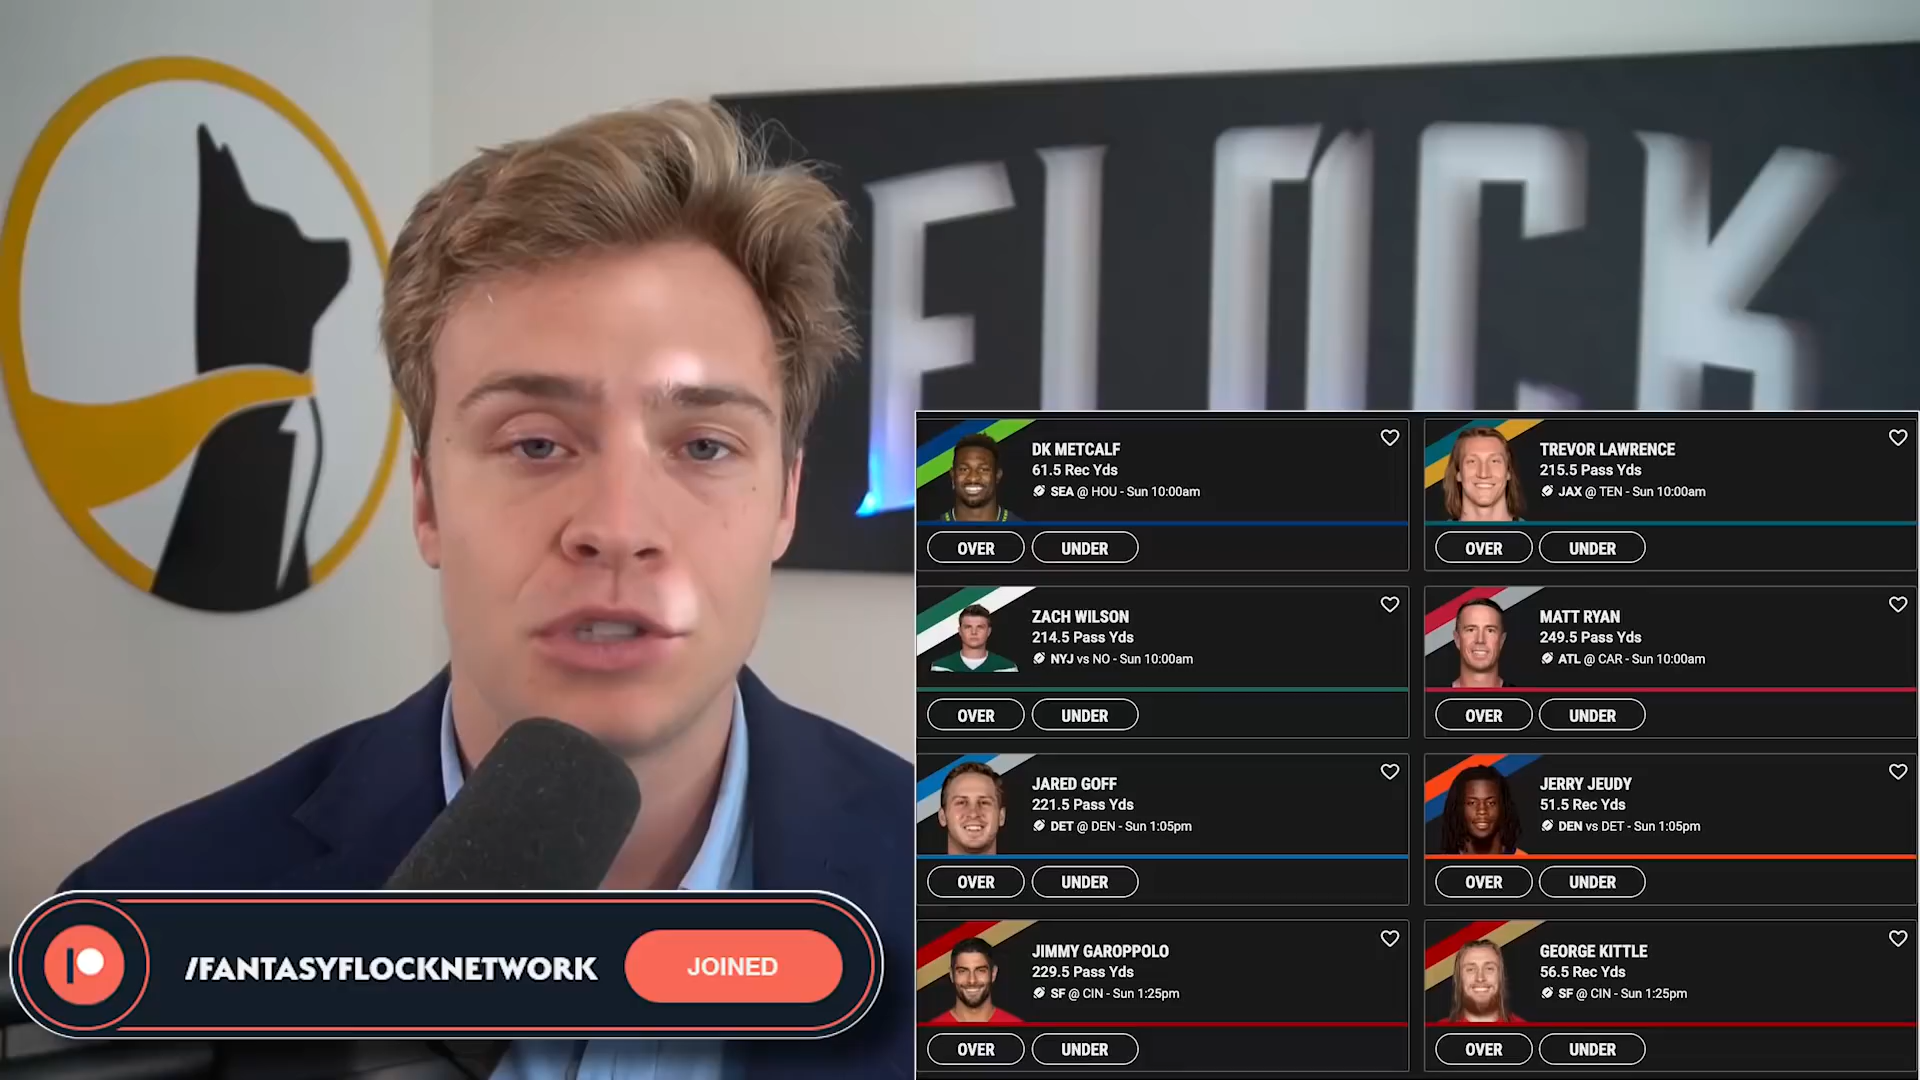 FLOCK
DK METCALF
61.5 Rec Yds
SEA @ HOU - Sun 10:00am
OVER
UNDER
TREVOR LAWRENCE
215.5 Pass Yds
JAX @ TEN - Sun 10:00am
OVER
UNDER
ZACH WILSON
214.5 Pass Yds
NYJ vs NO - Sun 10:00am
OVER
UNDER
MATT RYAN
249.5 Pass Yds
ATL @ CAR - Sun 10:00am
OVER
UNDER
JARED GOFF
221.5 Pass Yds
DET @ DEN - Sun 1:05pm
OVER
UNDER
JERRY JEUDY
51.5 Rec Yds
DEN vs DET - Sun 1:05pm
OVER
UNDER
JIMMY GAROPPOLO
229.5 Pass Yds
SF @ CIN - Sun 1:25pm
OVER
UNDER
GEORGE KITTLE
56.5 Rec Yds
SF @ CIN - Sun 1:25pm
OVER
UNDER
/FANTASYFLOCKNETWORK
JOINED